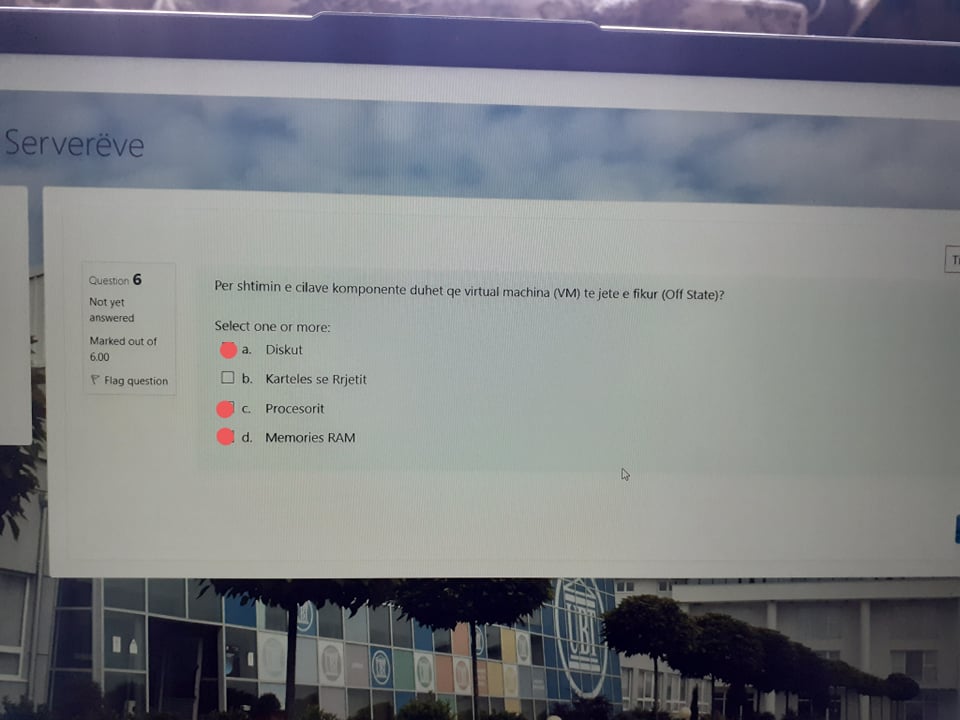 Serverëve
Question 6
Not yet
answered
Marked out of
6.00
Flag question
Per shtimin e cilave komponente duhet qe virtual machina (VM) te jete e fikur (Off State)?
Select one or more:
a. Diskut
b. Karteles se Rrjetit
c. Procesorit
d. Memories RAM
UBT